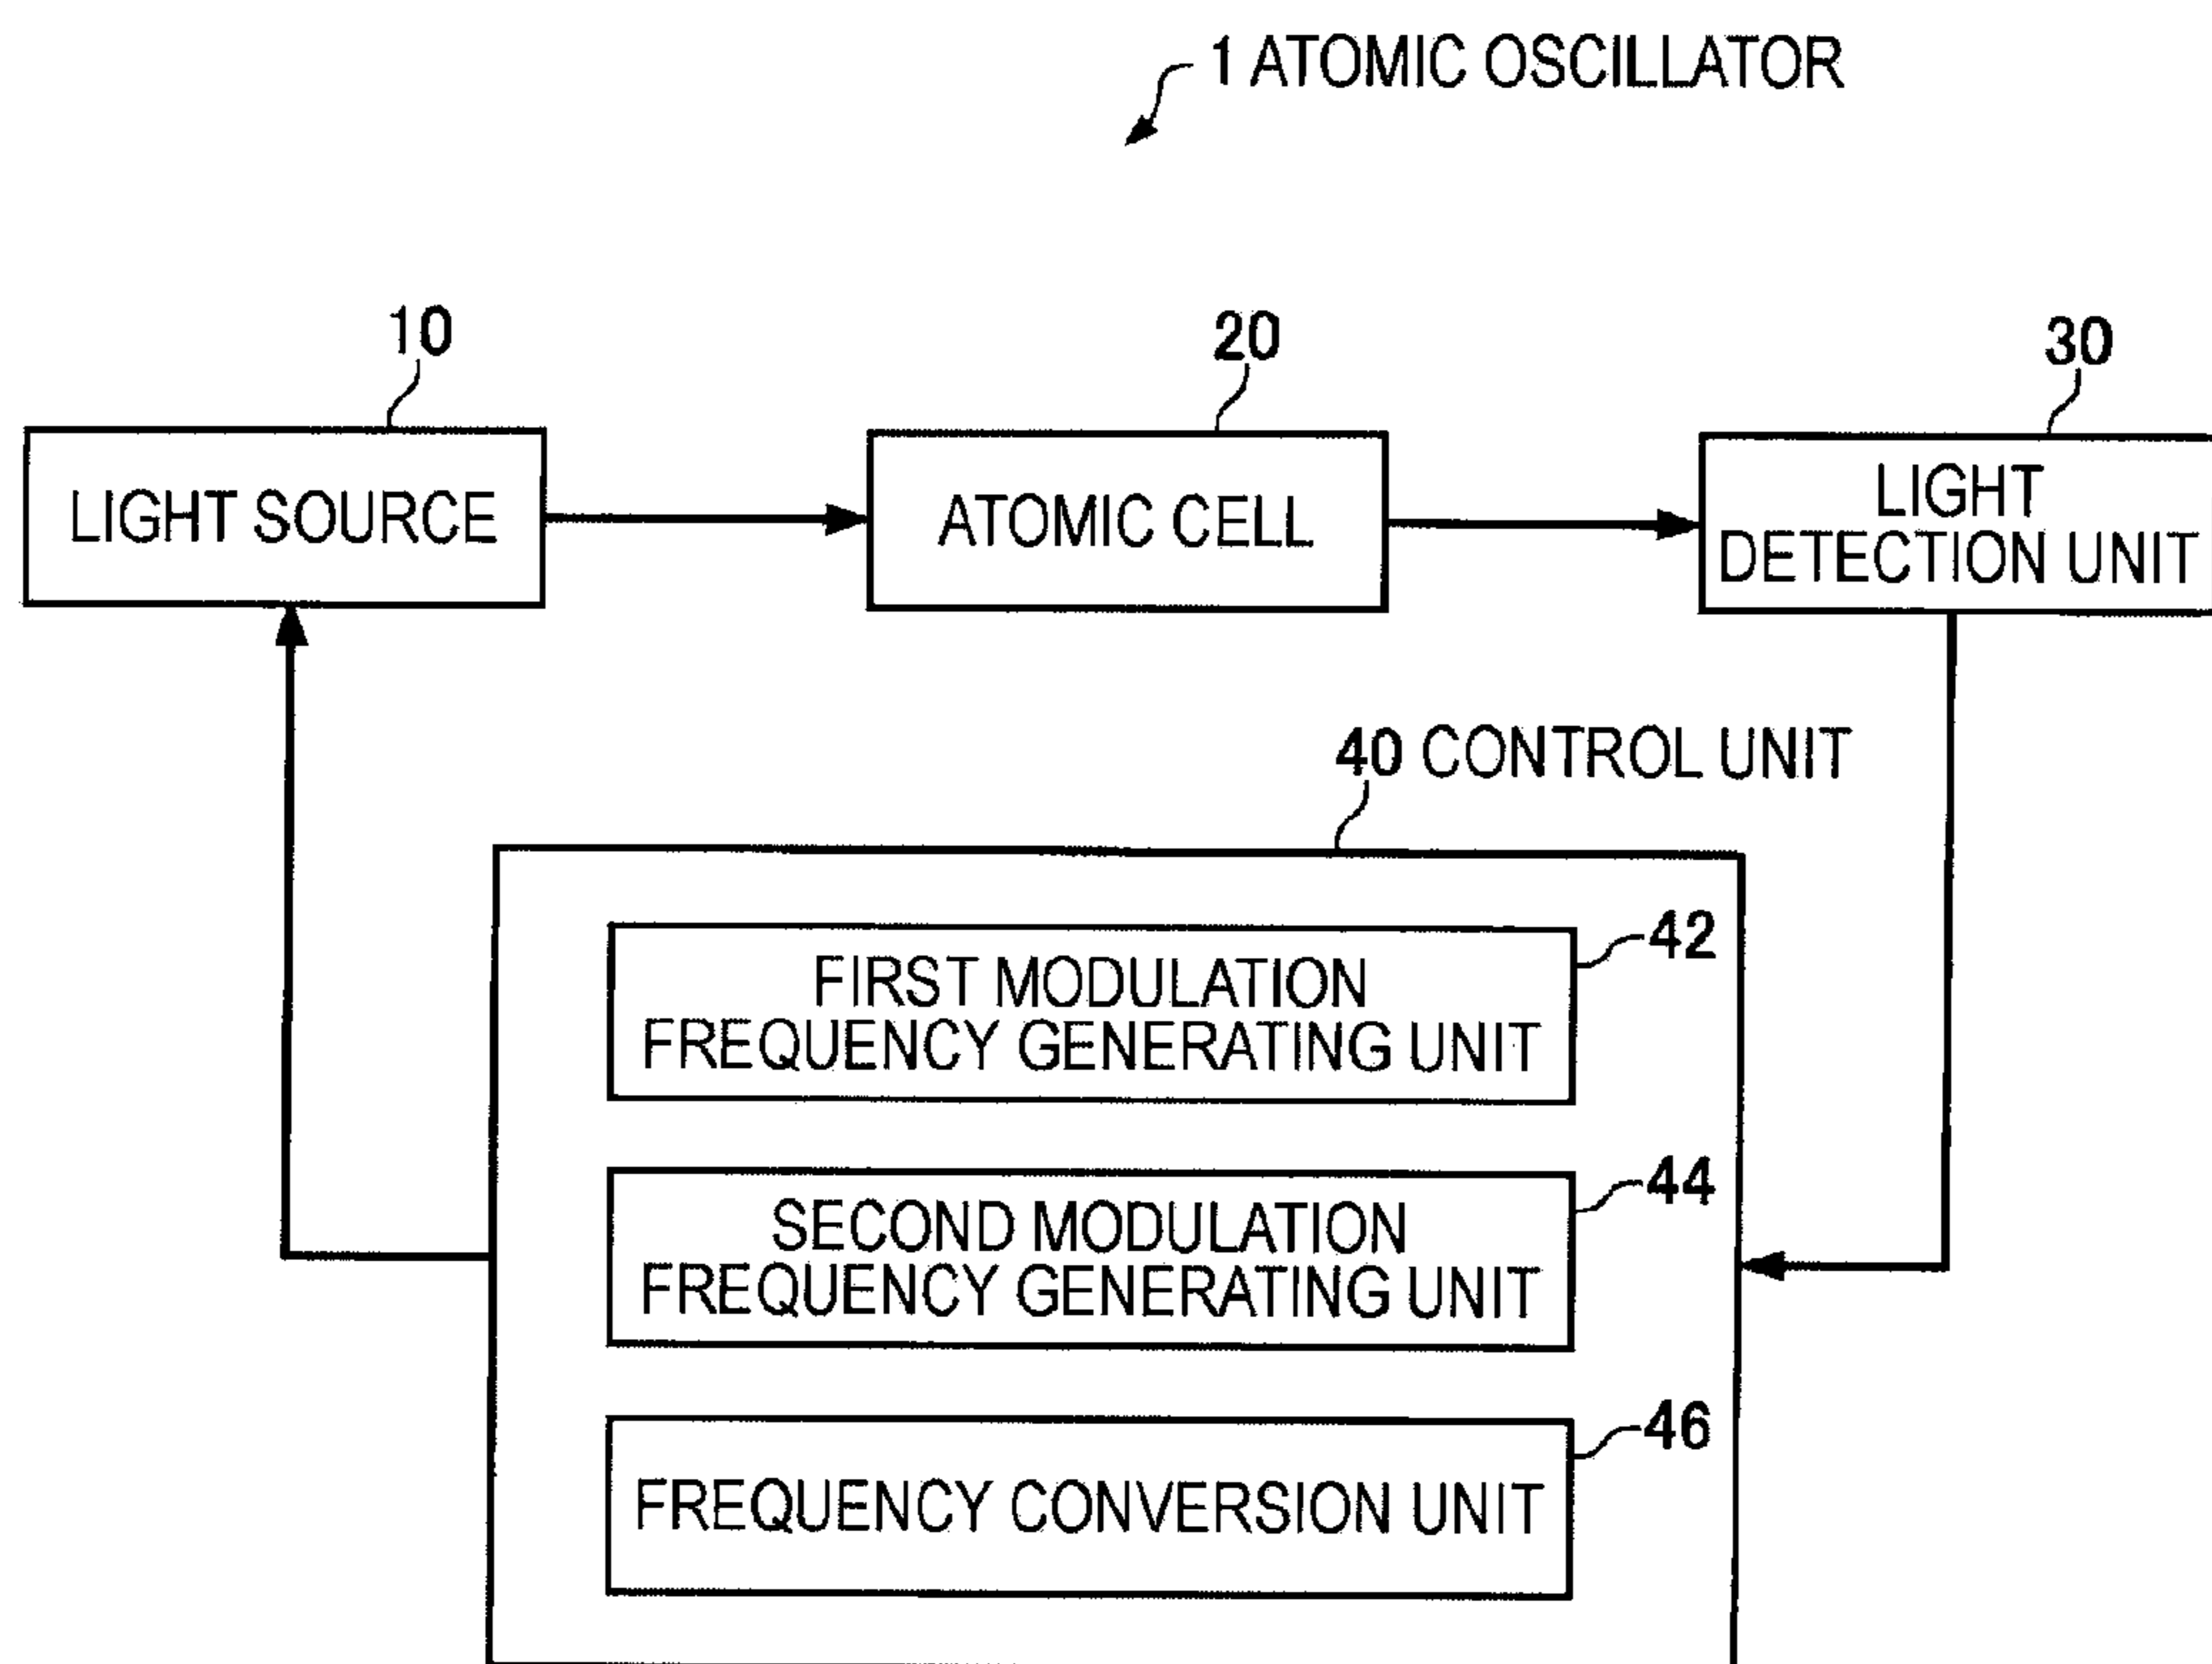 1 ATOMIC OSCILLATOR
10
20
30
LIGHT SOURCE
ATOMIC CELL
LIGHT
DETECTION UNIT
40 CONTROL UNIT
42
FIRST MODULATION
FREQUENCY GENERATING UNIT
44
SECOND MODULATION
FREQUENCY GENERATING UNIT
46
FREQUENCY CONVERSION UNIT